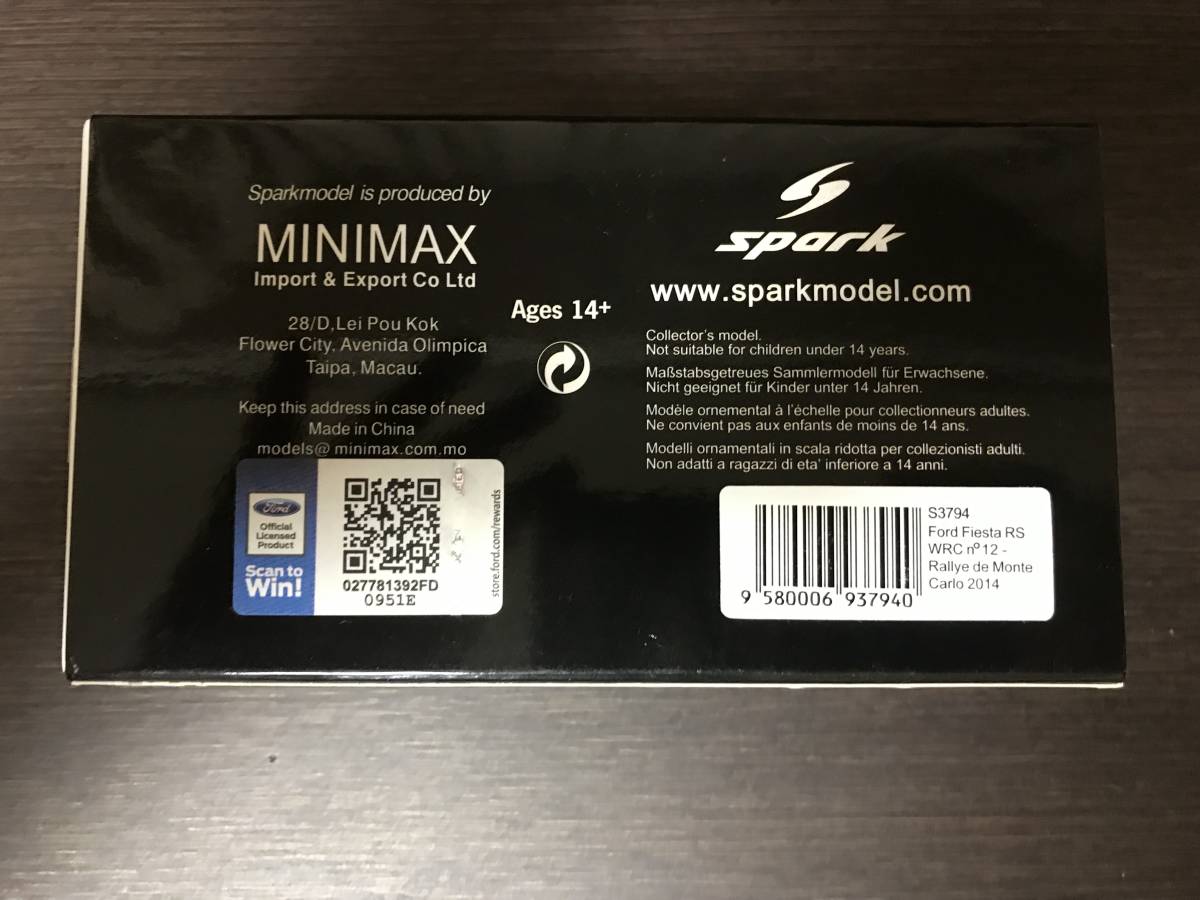 Sparkmodel is produced by
MINIMAX
Import & Export Co Ltd
28/D,Lei Pou Kok
Flower City, Avenida Olimpica
Taipa, Macau.
Keep this address in case of need
Made in China
models@ minimax.com.mo
Ages 14+
spark
www.sparkmodel.com
Collector's model.
Not suitable for children under 14 years.
Maßstabsgetreues Sammlermodell für Erwachsene.
Nicht geeignet für Kinder unter 14 Jahren.
Modèle ornemental à l'échelle pour collectionneurs adultes.
Ne convient pas aux enfants de moins de 14 ans.
Modelli ornamentali in scala ridotta per collezionisti adulti.
Non adatti a ragazzi di eta' inferiore a 14 anni.
Ford
Official
Licensed
Product
Scan to
Win!
027781392FD
0951E
store.ford.com/rewards
9 580006 937940
S3794
Ford Fiesta RS
WRC nº12 -
Rallye de Monte
Carlo 2014